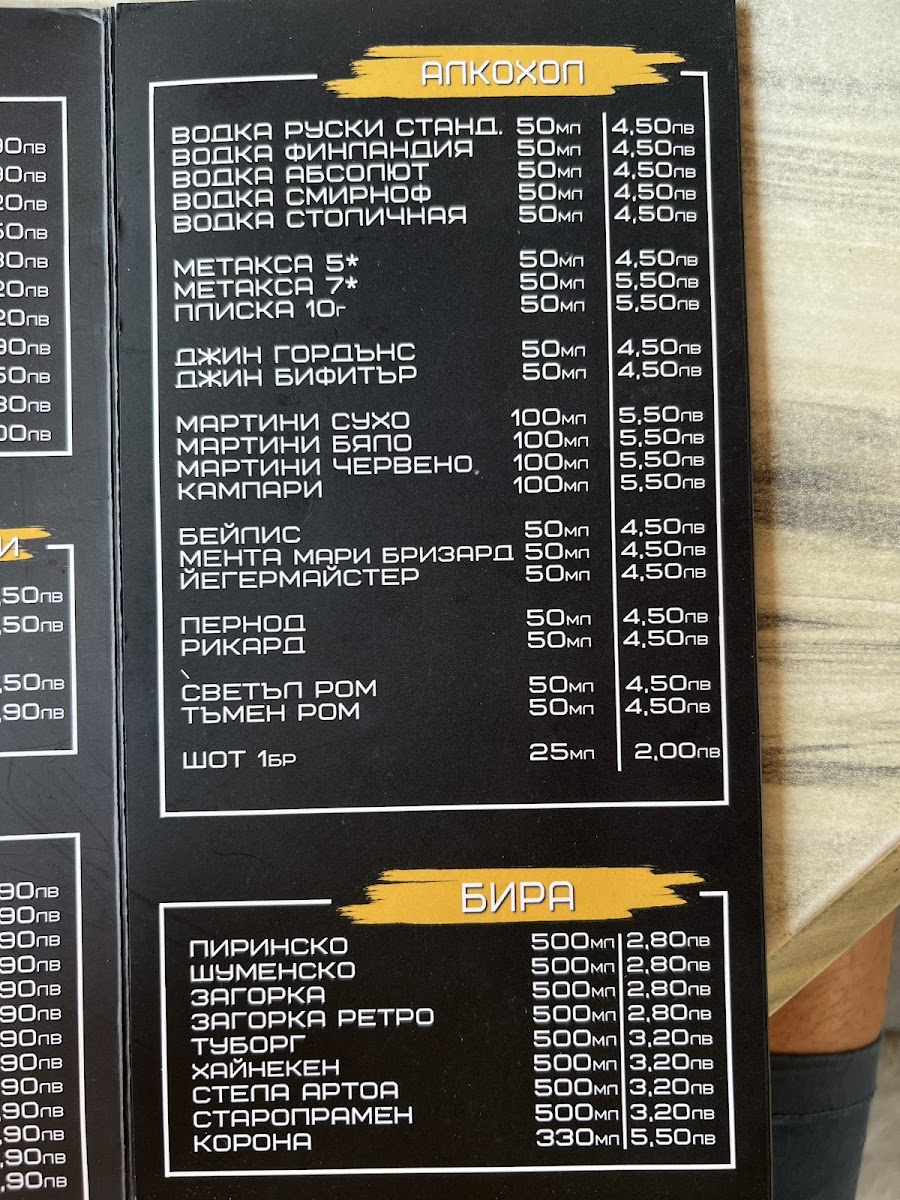 АЛКОХОЛ
ВОДКА РУСКИ СТАНД. 50мл 4,50лв
ВОДКА ФИНЛАНДИЯ 50мл 4,50лв
ВОДКА АБСОЛЮТ 50мл 4,50лв
ВОДКА СМИРНОФ 50мл 4,50лв
ВОДКА СТОЛИЧНАЯ 50мл 4,50лв
МЕТАКСА 5* 50мл 4,50лв
МЕТАКСА 7* 50мл 5,50лв
ПЛИСКА 10г 50мл 5,50лв
ДЖИН ГОРДЪНС 50мл 4,50лв
ДЖИН БИФИТЪР 50мл 4,50лв
МАРТИНИ СУХО 100мл 5,50лв
МАРТИНИ БЯЛО 100мл 5,50лв
МАРТИНИ ЧЕРВЕНО 100мл 5,50лв
КАМПАРИ 100мл 5,50лв
БЕЙЛИС 50мл 4,50лв
МЕНТА МАРИ БРИЗАРД 50мл 4,50лв
ЙЕГЕРМАЙСТЕР 50мл 4,50лв
ПЕРНОД 50мл 4,50лв
РИКАРД 50мл 4,50лв
СВЕТЪЛ РОМ 50мл 4.50лв
ТЪМЕН РОМ 50мл 4,50лв
ШОТ 1БР 25мл 2,00лв
БИРА
ПИРИНСКО 500мл 2,80лв
ШУМЕНСКО 500мл 2,80лв
ЗАГОРКА 500мл 2,80лв
ЗАГОРКА РЕТРО 500мл 2,80лв
ТУБОРГ 500мл 3,20лв
ХАЙНЕКЕН 500мл 3,20лв
СТЕЛА АРТОА 500мл 3,20лв
СТАРОПРАМЕН 500мл 3,20лв
КОРОНА 330мл 5,50лв